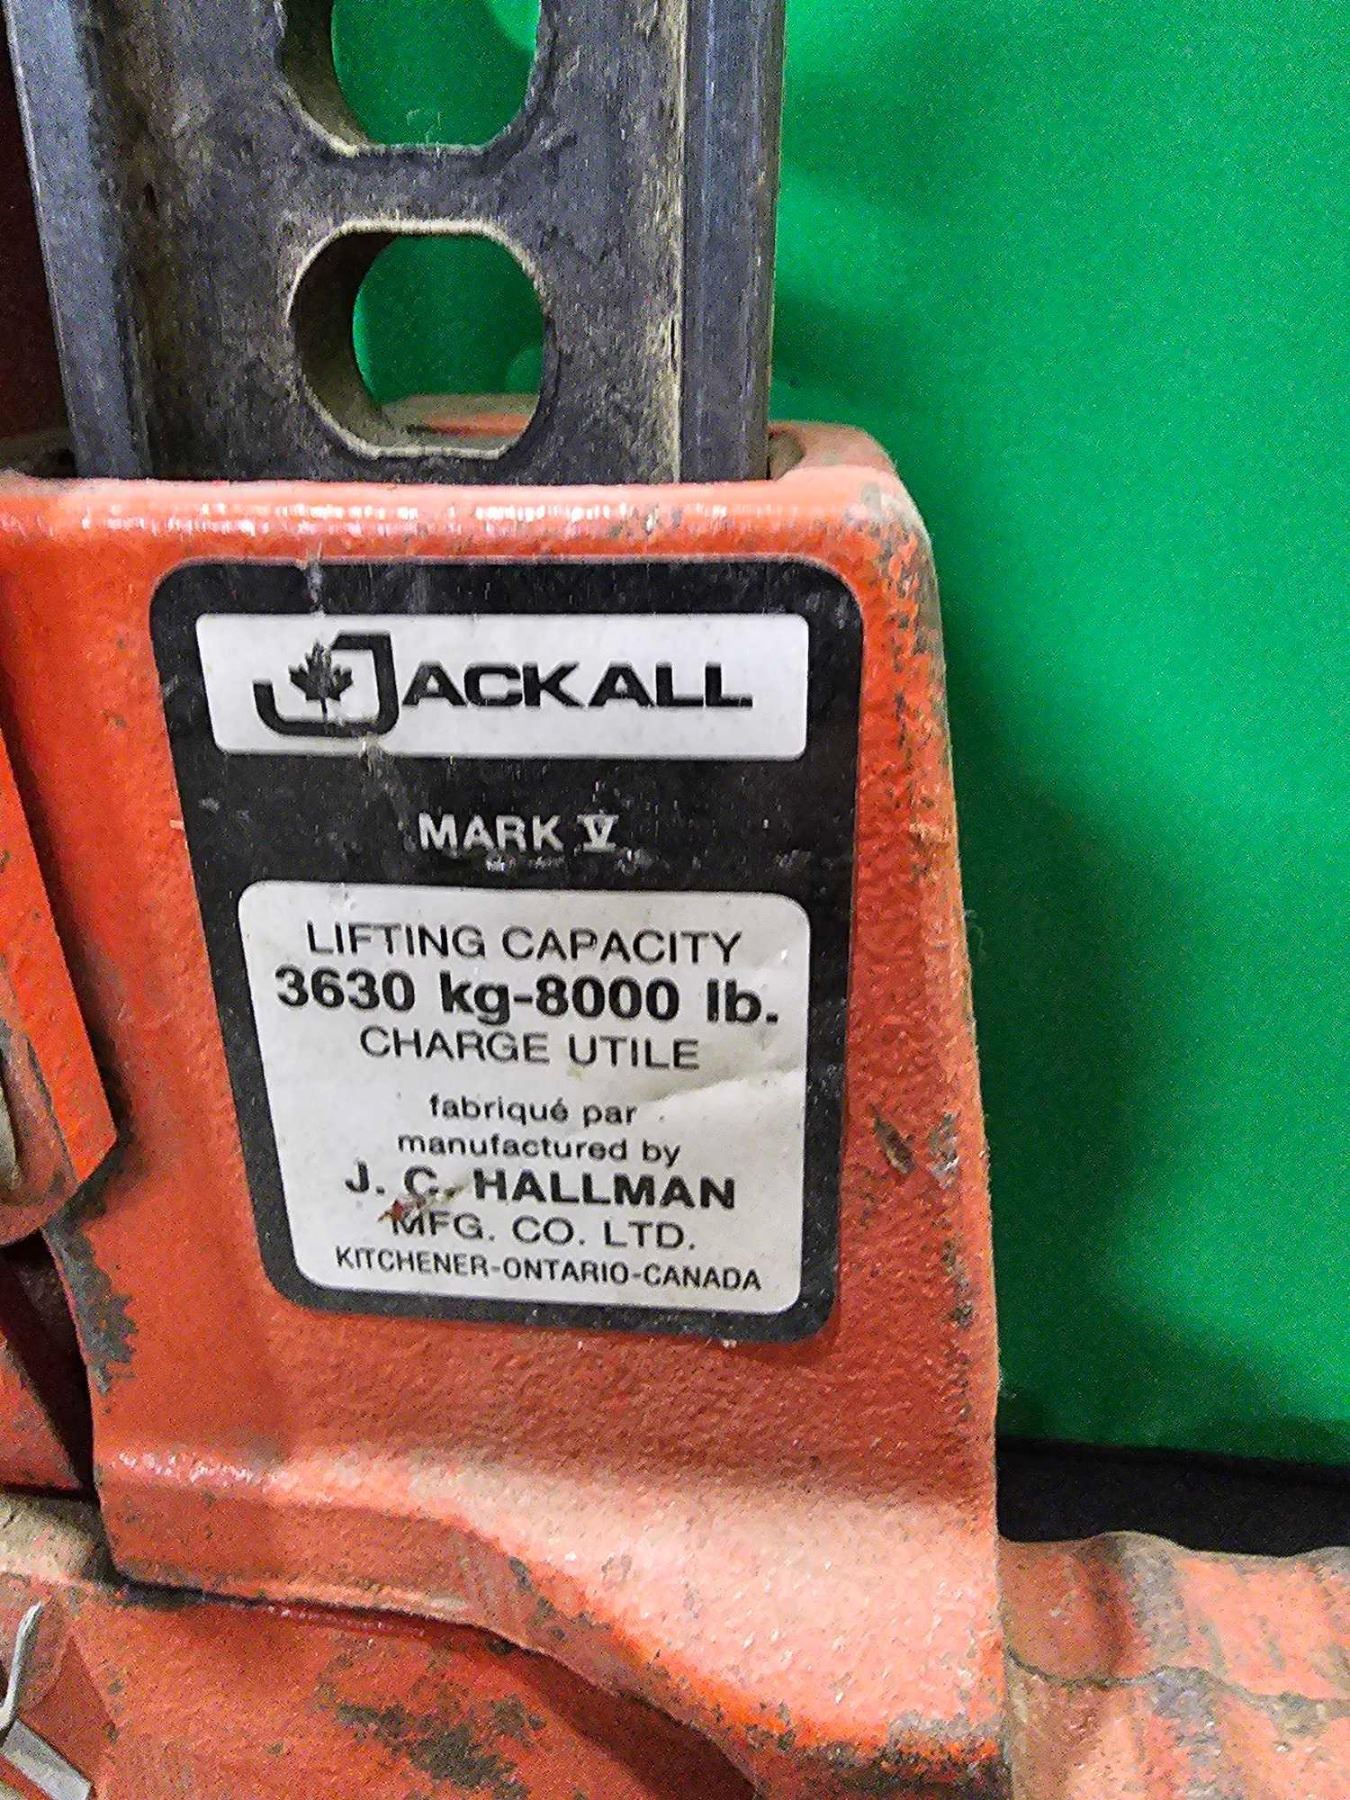 JACKALL
MARK V
LIFTING CAPACITY
3630 kg-8000 lb.
CHARGE UTILE
fabriqué par
manufactured by
J. C. HALLMAN
MFG. CO. LTD.
KITCHENER-ONTARIO-CANADA